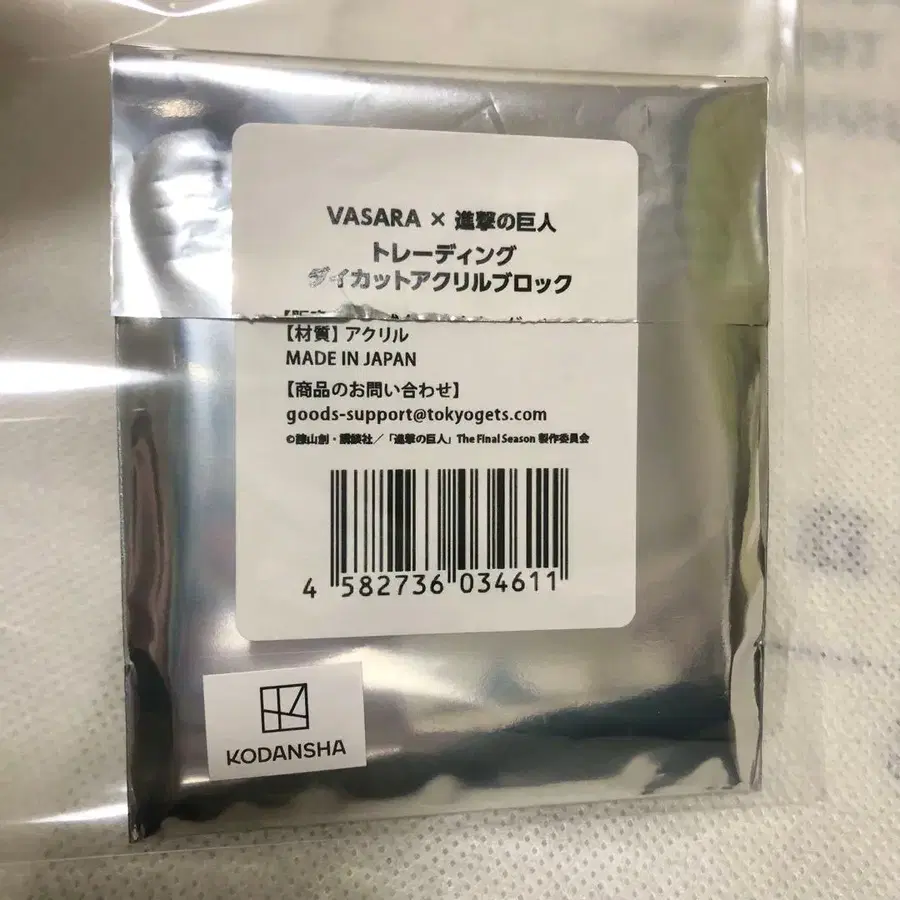 VASARA × 進撃の巨人
トレーディング
ダイカットアクリルブロック
【材質】アクリル
MADE IN JAPAN
【商品のお問い合わせ】
goods-support@tokyogets.com
©諫山創・講談社／「進撃の巨人」The Final Season 製作委員会
4 582736 034611
KODANSHA